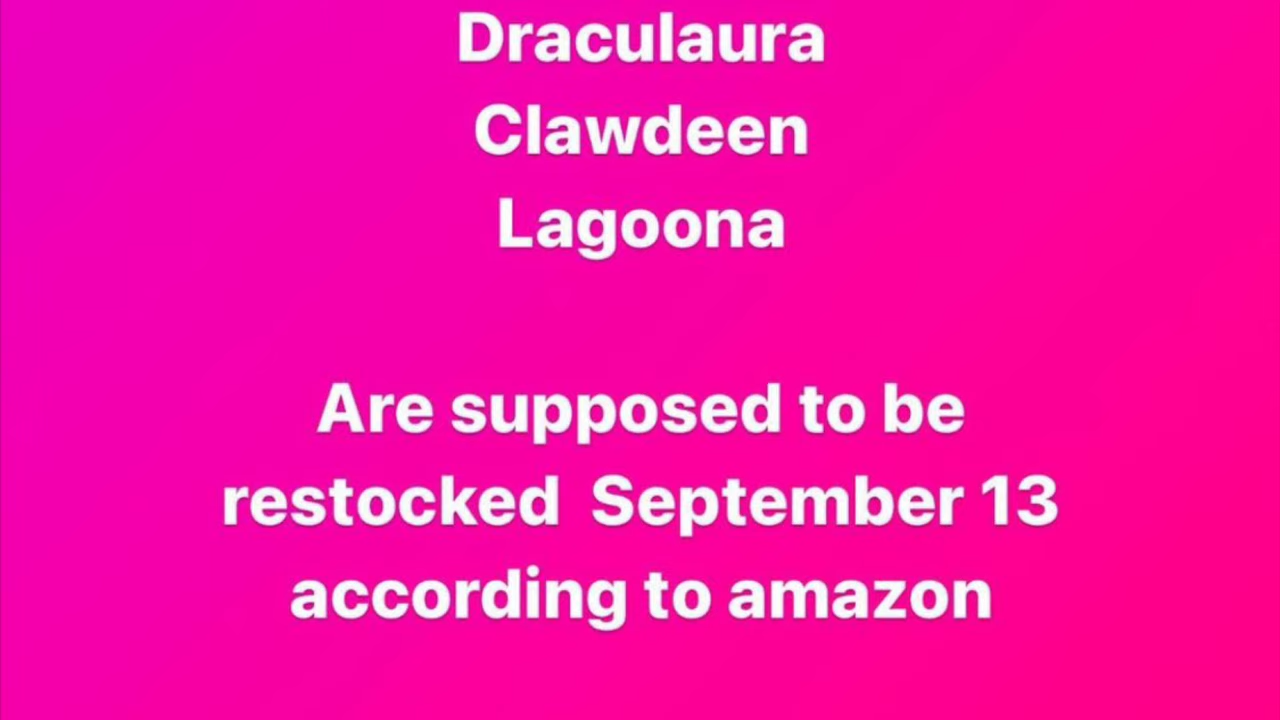 Draculaura
Clawdeen
Lagoona
Are supposed to be
restocked  September 13
according to amazon